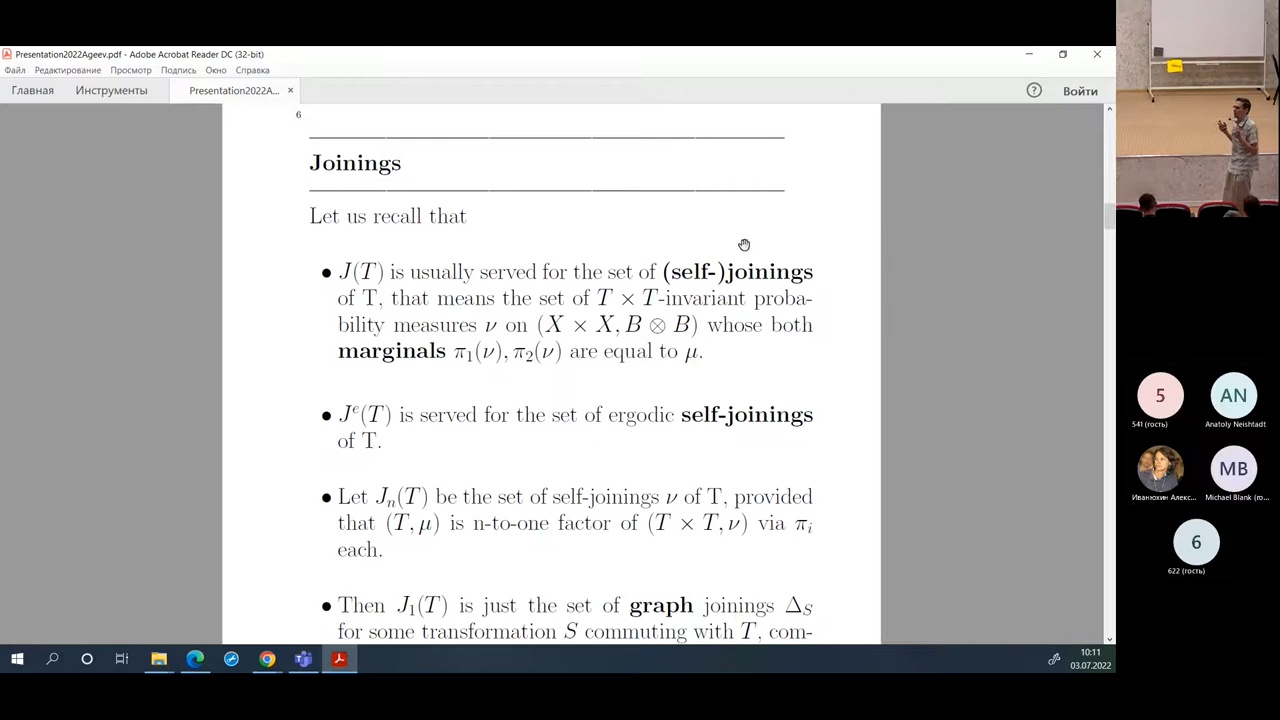 Presentation2022Ageev.pdf - Adobe Acrobat Reader DC (32-bit)
Файл Редактирование Просмотр Подпись Окно Справка
Главная Инструменты Presentation2022A... × Войти
6
Joinings
Let us recall that
• J(T) is usually served for the set of (self-)joinings
of T, that means the set of T × T-invariant proba-
bility measures ν on (X × X, B ⊗ B) whose both
marginals π₁(ν), π₂(ν) are equal to μ.
• Jᵉ(T) is served for the set of ergodic self-joinings
of T.
• Let Jₙ(T) be the set of self-joinings ν of T, provided
that (T, μ) is n-to-one factor of (T × T, ν) via πᵢ
each.
• Then J₁(T) is just the set of graph joinings Δ_S
for some transformation S commuting with T, com-
5
541 (гость)
AN
Anatoly Neishtadt
Иванюхин Алекс...
MB
Michael Blank (го...
6
622 (гость)
10:11
03.07.2022